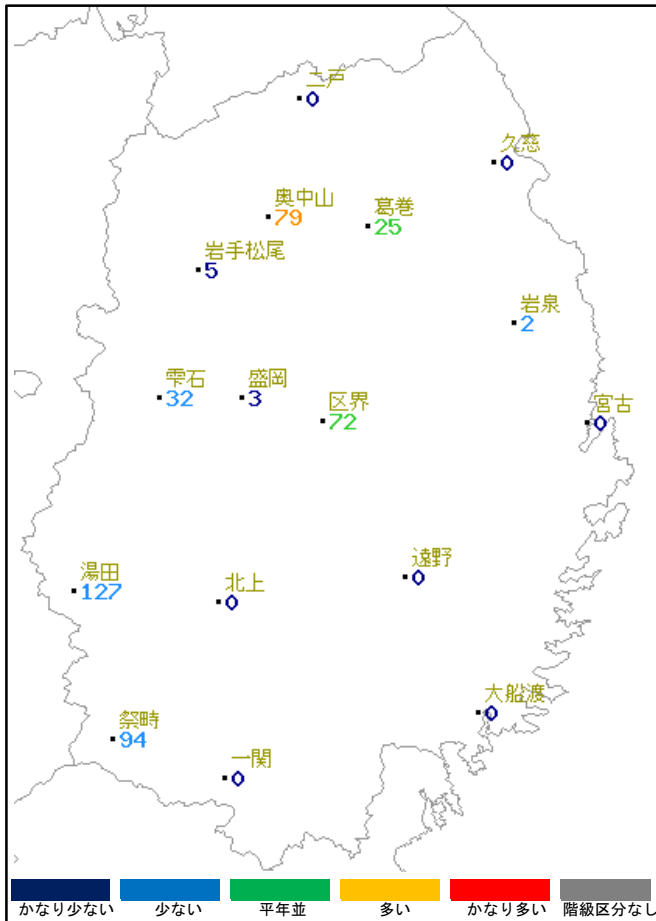 二戸
0
久慈
0
奥中山
79
葛巻
25
岩手松尾
5
岩泉
2
雫石
32
盛岡
3
区界
72
宮古
0
湯田
127
北上
0
遠野
0
大船渡
0
祭畤
94
一関
0
かなり少ない 少ない 平年並 多い かなり多い 階級区分なし